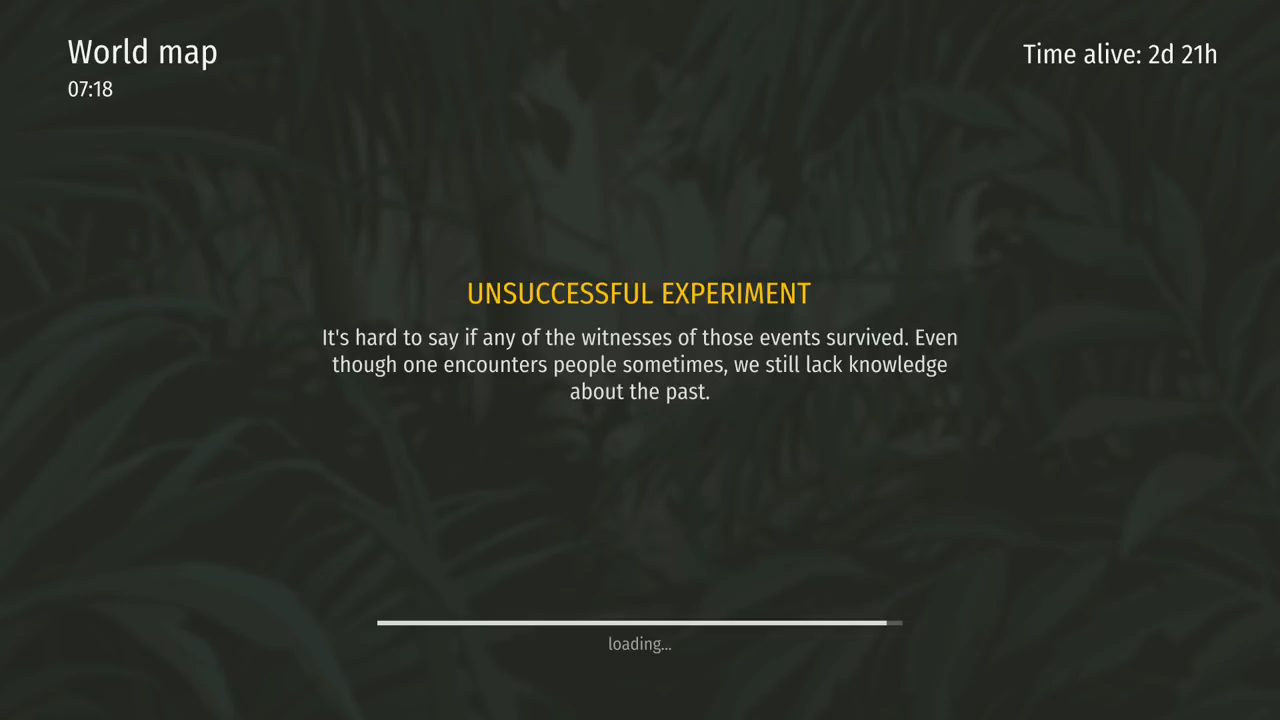 World map
Time alive: 2d 21h
07:18
UNSUCCESSFUL EXPERIMENT
It's hard to say if any of the witnesses of those events survived. Even
though one encounters people sometimes, we still lack knowledge
about the past.
loading...